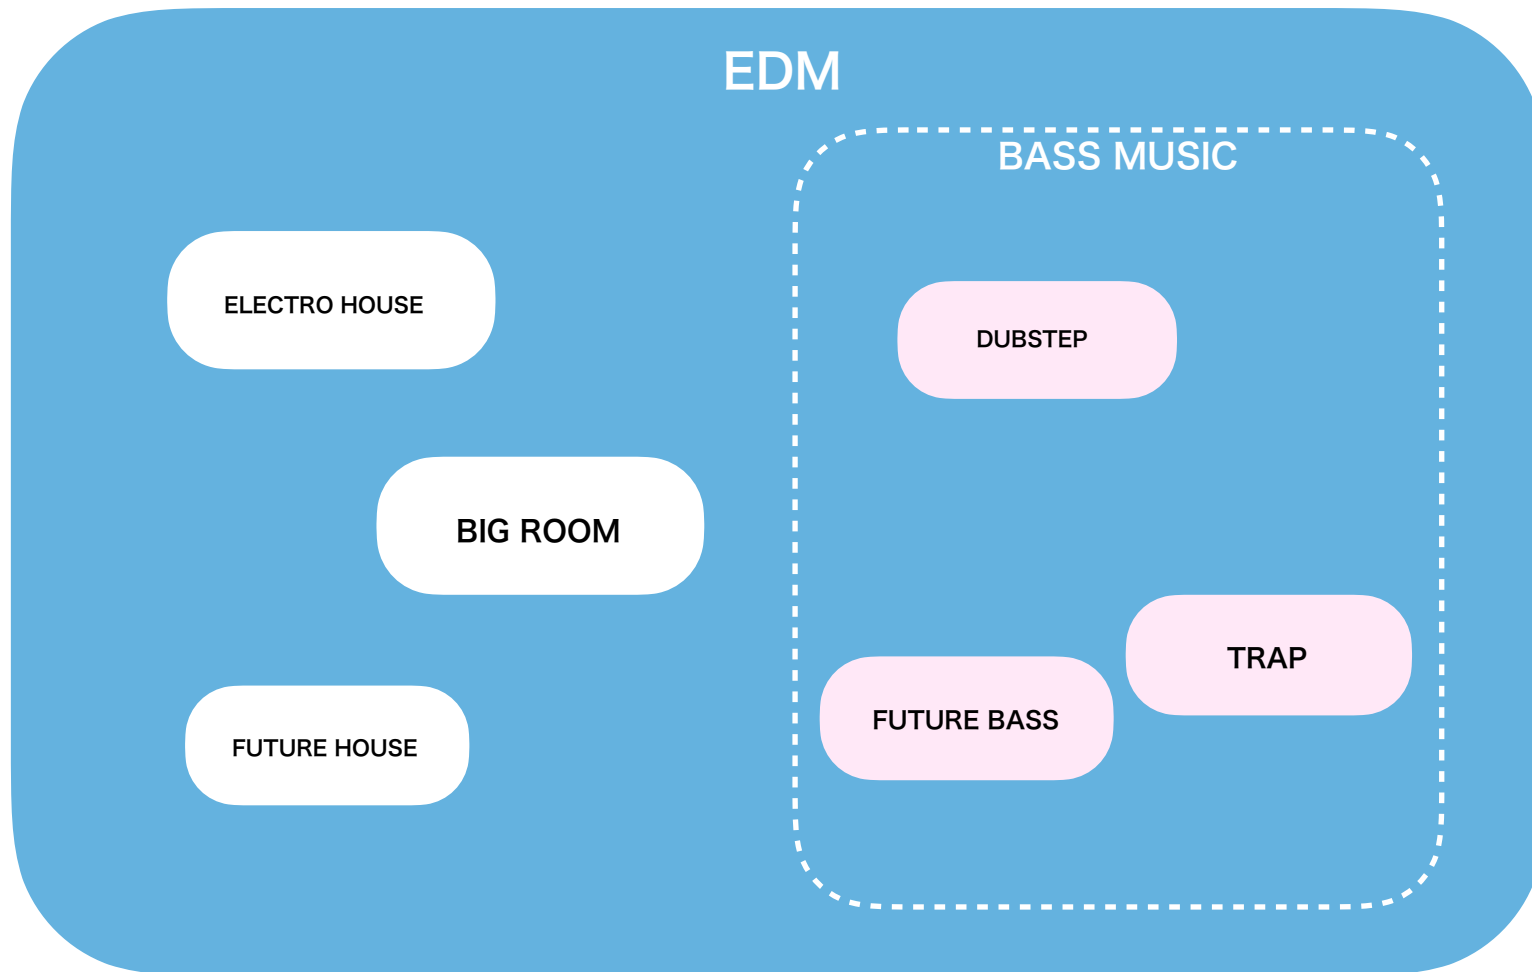 EDM
BASS MUSIC
ELECTRO HOUSE
DUBSTEP
BIG ROOM
TRAP
FUTURE BASS
FUTURE HOUSE